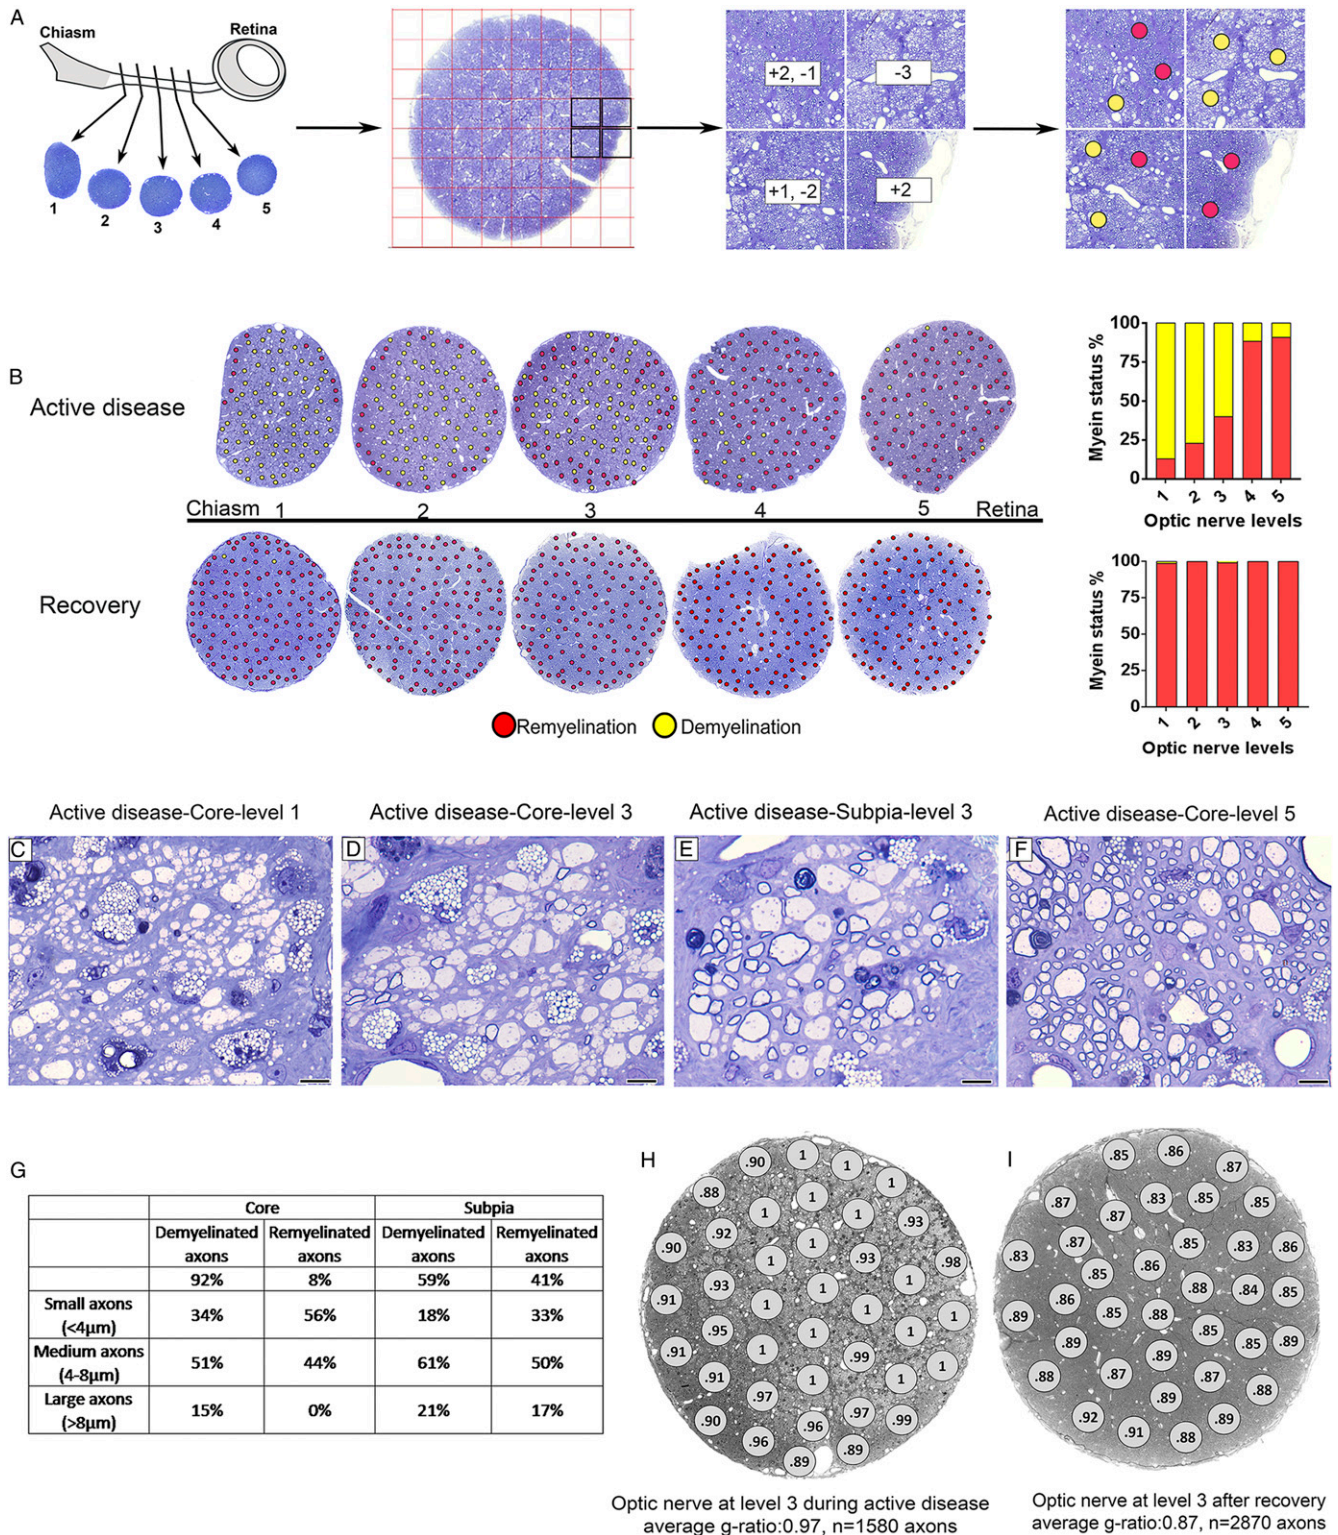 A
Chiasm
Retina
1
2
3
4
5
+2, -1
-3
+1, -2
+2
B
Active disease
Chiasm 1 2 3 4 5 Retina
Recovery
Remyelination
Demyelination
100
75
50
25
0
Myein status %
1 2 3 4 5
Optic nerve levels
100
75
50
25
0
Myein status %
1 2 3 4 5
Optic nerve levels
Active disease-Core-level 1
Active disease-Core-level 3
Active disease-Subpia-level 3
Active disease-Core-level 5
C
D
E
F
G
Core Subpia
Demyelinated axons Remyelinated axons Demyelinated axons Remyelinated axons
92% 8% 59% 41%
Small axons (<4µm) 34% 56% 18% 33%
Medium axons (4-8µm) 51% 44% 61% 50%
Large axons (>8µm) 15% 0% 21% 17%
H
.90 1 1 1
.88 1 1 1 .93
.90 .92 1 .93 .98
1 1
.91 .93 1 1 1
.95 1 1 1
.91 1 .99 1
.91 .97 1
.90 .96 .97 .99
.96 .89 .89
Optic nerve at level 3 during active disease
average g-ratio:0.97, n=1580 axons
I
.85 .86 .87
.87 .87 .83 .85 .85
.83 .87 .85 .83 .86
.85 .86
.86 .88 .84 .85
.89 .85 .88 .85 .85 .89
.89 .89
.88 .87 .87 .88
.89
.92 .91 .88 .89
Optic nerve at level 3 after recovery
average g-ratio:0.87, n=2870 axons